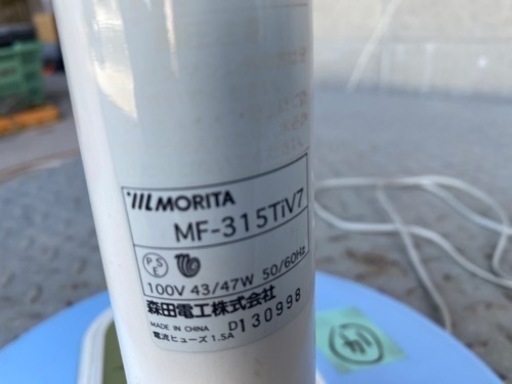 MORITA
MF-315TiV7
PSE
100V 43/47W 50/60Hz
森田電工株式会社
MADE IN CHINA D130998
電流ヒューズ 1.5A